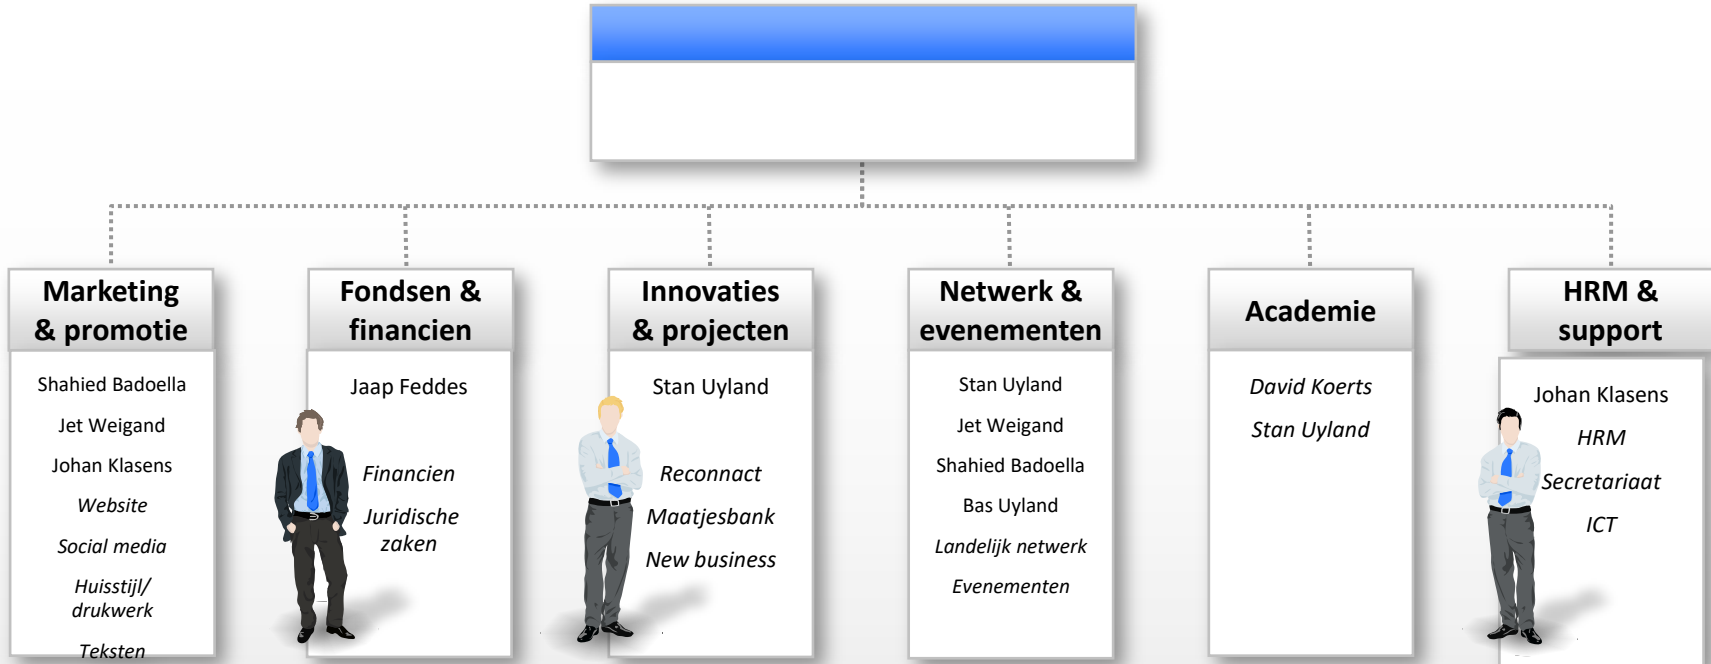 Marketing
& promotie
Shahied Badoella
Jet Weigand
Johan Klasens
Website
Social media
Huisstijl/
drukwerk
Teksten
Fondsen &
financien
Jaap Feddes
Financien
Juridische
zaken
Innovaties
& projecten
Stan Uyland
Reconnact
Maatjesbank
New business
Netwerk &
evenementen
Stan Uyland
Jet Weigand
Shahied Badoella
Bas Uyland
Landelijk netwerk
Evenementen
Academie
David Koerts
Stan Uyland
HRM &
support
Johan Klasens
HRM
Secretariaat
ICT